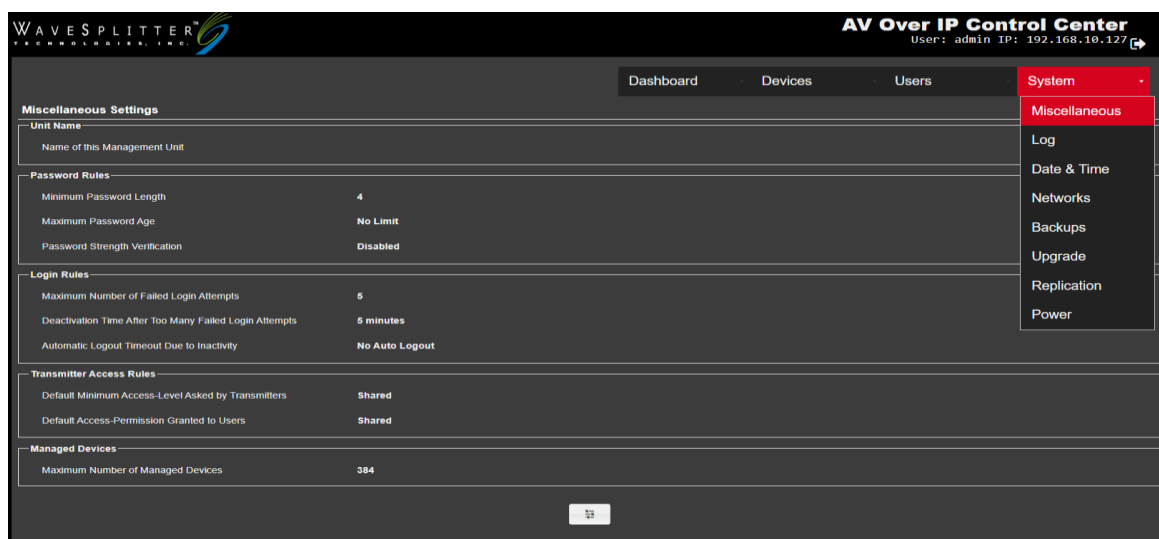 WAVESPLITTER™
TECHNOLOGIES, INC.
AV Over IP Control Center
User: admin IP: 192.168.10.127
Dashboard - Devices - Users - System
Miscellaneous Settings
Miscellaneous
Log
Date & Time
Networks
Backups
Upgrade
Replication
Power
Unit Name
Name of this Management Unit
Password Rules
Minimum Password Length 4
Maximum Password Age No Limit
Password Strength Verification Disabled
Login Rules
Maximum Number of Failed Login Attempts 5
Deactivation Time After Too Many Failed Login Attempts 5 minutes
Automatic Logout Timeout Due to Inactivity No Auto Logout
Transmitter Access Rules
Default Minimum Access-Level Asked by Transmitters Shared
Default Access-Permission Granted to Users Shared
Managed Devices
Maximum Number of Managed Devices 384